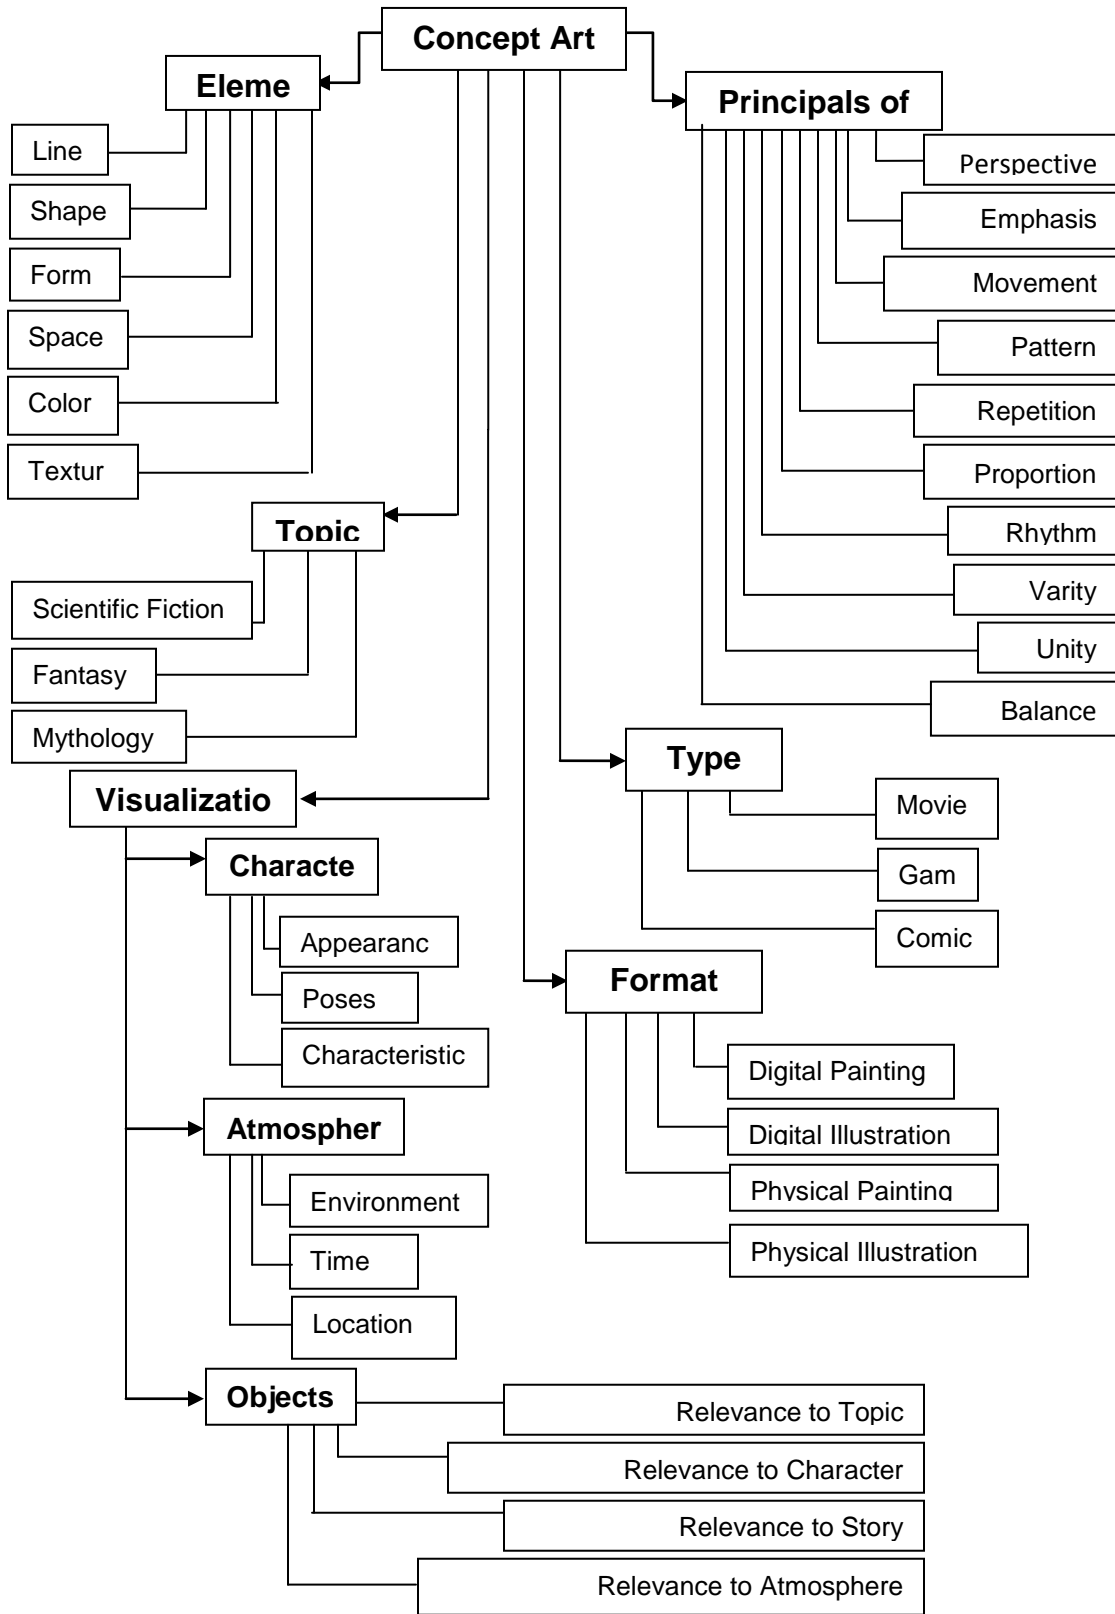 Concept Art
Eleme
Line
Shape
Form
Space
Color
Textur
Principals of
Perspective
Emphasis
Movement
Pattern
Repetition
Proportion
Rhythm
Varity
Unity
Balance
Topic
Scientific Fiction
Fantasy
Mythology
Type
Movie
Gam
Comic
Visualizatio
Characte
Appearanc
Poses
Characteristic
Format
Digital Painting
Digital Illustration
Physical Painting
Physical Illustration
Atmospher
Environment
Time
Location
Objects
Relevance to Topic
Relevance to Character
Relevance to Story
Relevance to Atmosphere